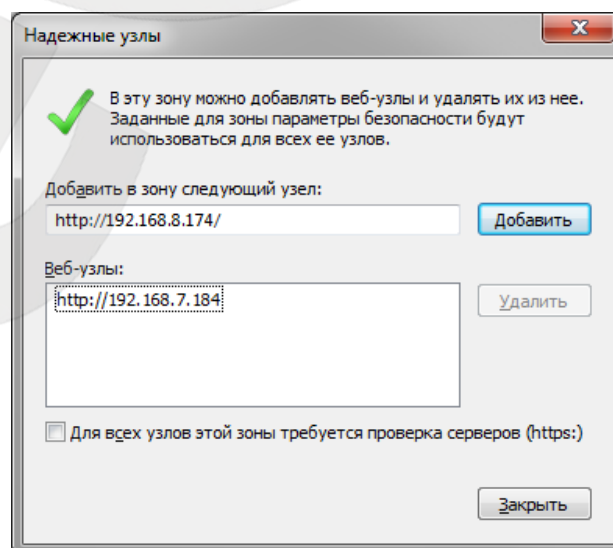 Надежные узлы
В эту зону можно добавлять веб-узлы и удалять их из нее.
Заданные для зоны параметры безопасности будут
использоваться для всех ее узлов.
Добавить в зону следующий узел:
http://192.168.8.174/
Добавить
Веб-узлы:
http://192.168.7.184
Удалить
Для всех узлов этой зоны требуется проверка серверов (https:)
Закрыть